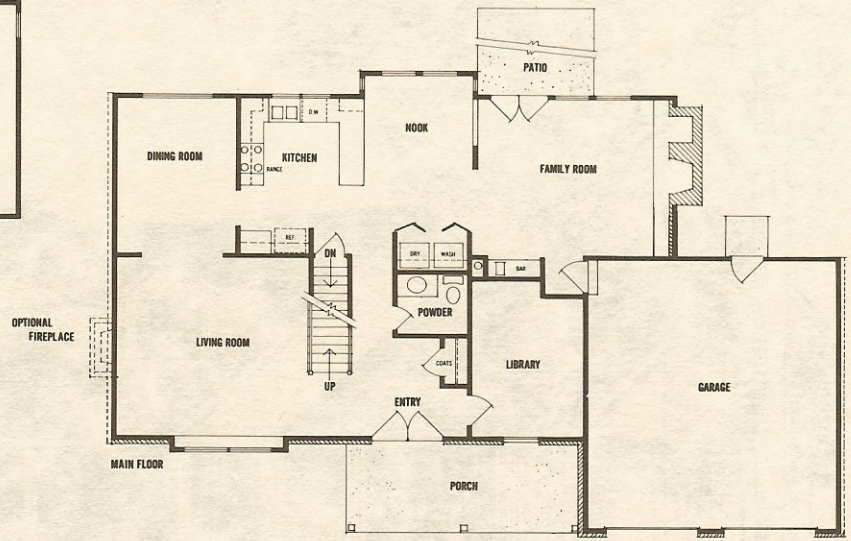 PATIO
NOOK
D.W
DINING ROOM
KITCHEN
RANGE
FAMILY ROOM
REF.
DN
DRY
WASH
BAR
POWDER
OPTIONAL
FIREPLACE
LIVING ROOM
COATS
LIBRARY
UP
GARAGE
ENTRY
MAIN FLOOR
PORCH